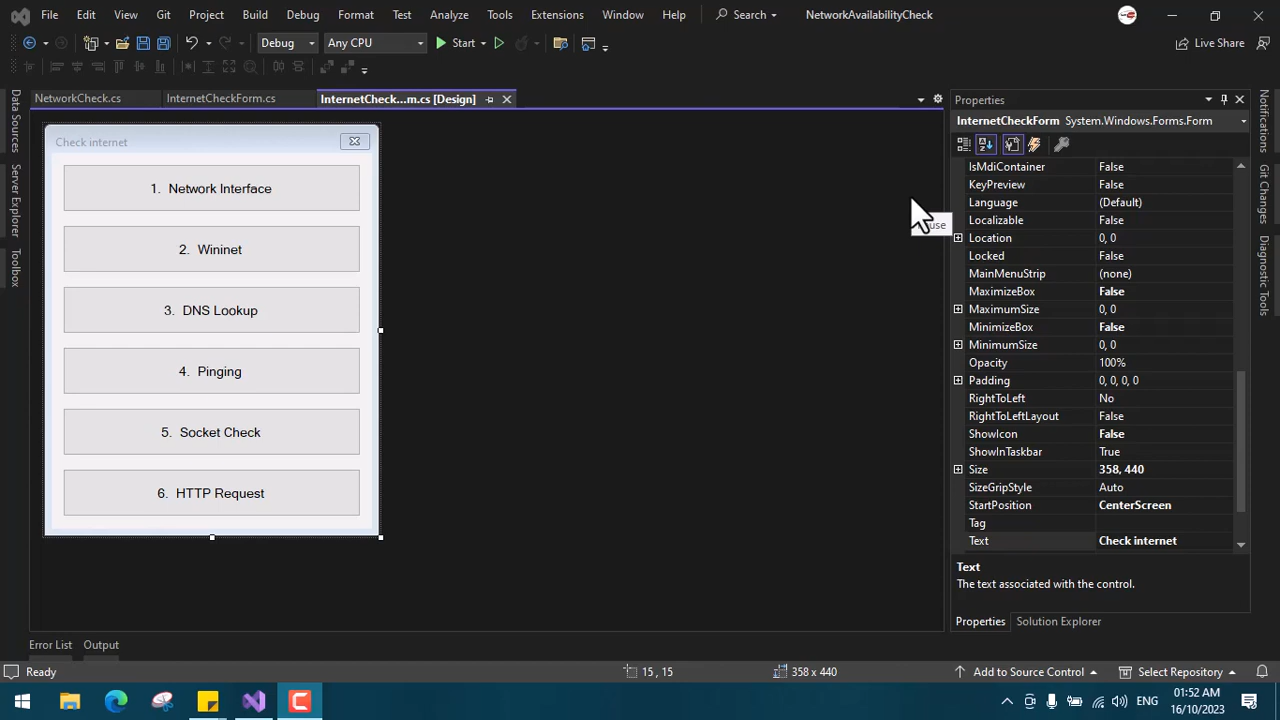 File Edit View Git Project Build Debug Format Test Analyze Tools Extensions Window Help Search NetworkAvailabilityCheck
Debug Any CPU Start Live Share
NetworkCheck.cs InternetCheckForm.cs InternetCheck...m.cs [Design]
Data Sources
Server Explorer
Toolbox
Check internet
1. Network Interface
2. Wininet
3. DNS Lookup
4. Pinging
5. Socket Check
6. HTTP Request
Properties
InternetCheckForm System.Windows.Forms.Form
IsMdiContainer False
KeyPreview False
Language (Default)
Localizable False
Location 0, 0
Locked False
MainMenuStrip (none)
MaximizeBox False
MaximumSize 0, 0
MinimizeBox False
MinimumSize 0, 0
Opacity 100%
Padding 0, 0, 0, 0
RightToLeft No
RightToLeftLayout False
ShowIcon False
ShowInTaskbar True
Size 358, 440
SizeGripStyle Auto
StartPosition CenterScreen
Tag
Text Check internet
Text
The text associated with the control.
Properties Solution Explorer
Notifications
Git Changes
Diagnostic Tools
Error List Output
Ready 15 , 15 358 x 440 Add to Source Control Select Repository
ENG
01:52 AM
16/10/2023